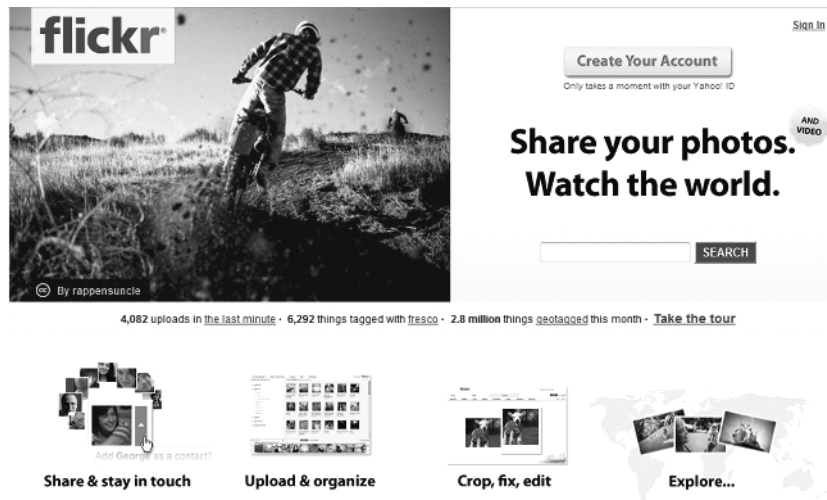 flickr
Sign In
Create Your Account
Only takes a moment with your Yahoo! ID
AND
VIDEO
Share your photos.
Watch the world.
SEARCH
By rappensuncle
4,082 uploads in the last minute · 6,292 things tagged with fresco · 2.8 million things geotagged this month · Take the tour
Add George as a contact?
Share & stay in touch
Upload & organize
Crop, fix, edit
Explore...